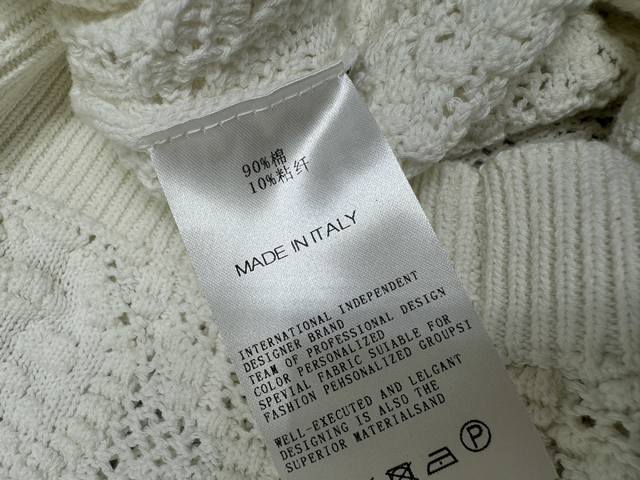 90%棉
10%粘纤
MADE IN ITALY
INTERNATIONAL INDEPENDENT
DESIGNER BRAND
TEAM OF PROFESSIONAL DESIGN
COLOR PERSONALIZED
SPEVIAL FABRIC SUIABLE FOR
FASHION PEHSONALIZED GROUPSI
WELL-EXECUTED AND LELGANT
DESIGNING IS ALSO THE
SUPERIOR MATERIALSAND
P